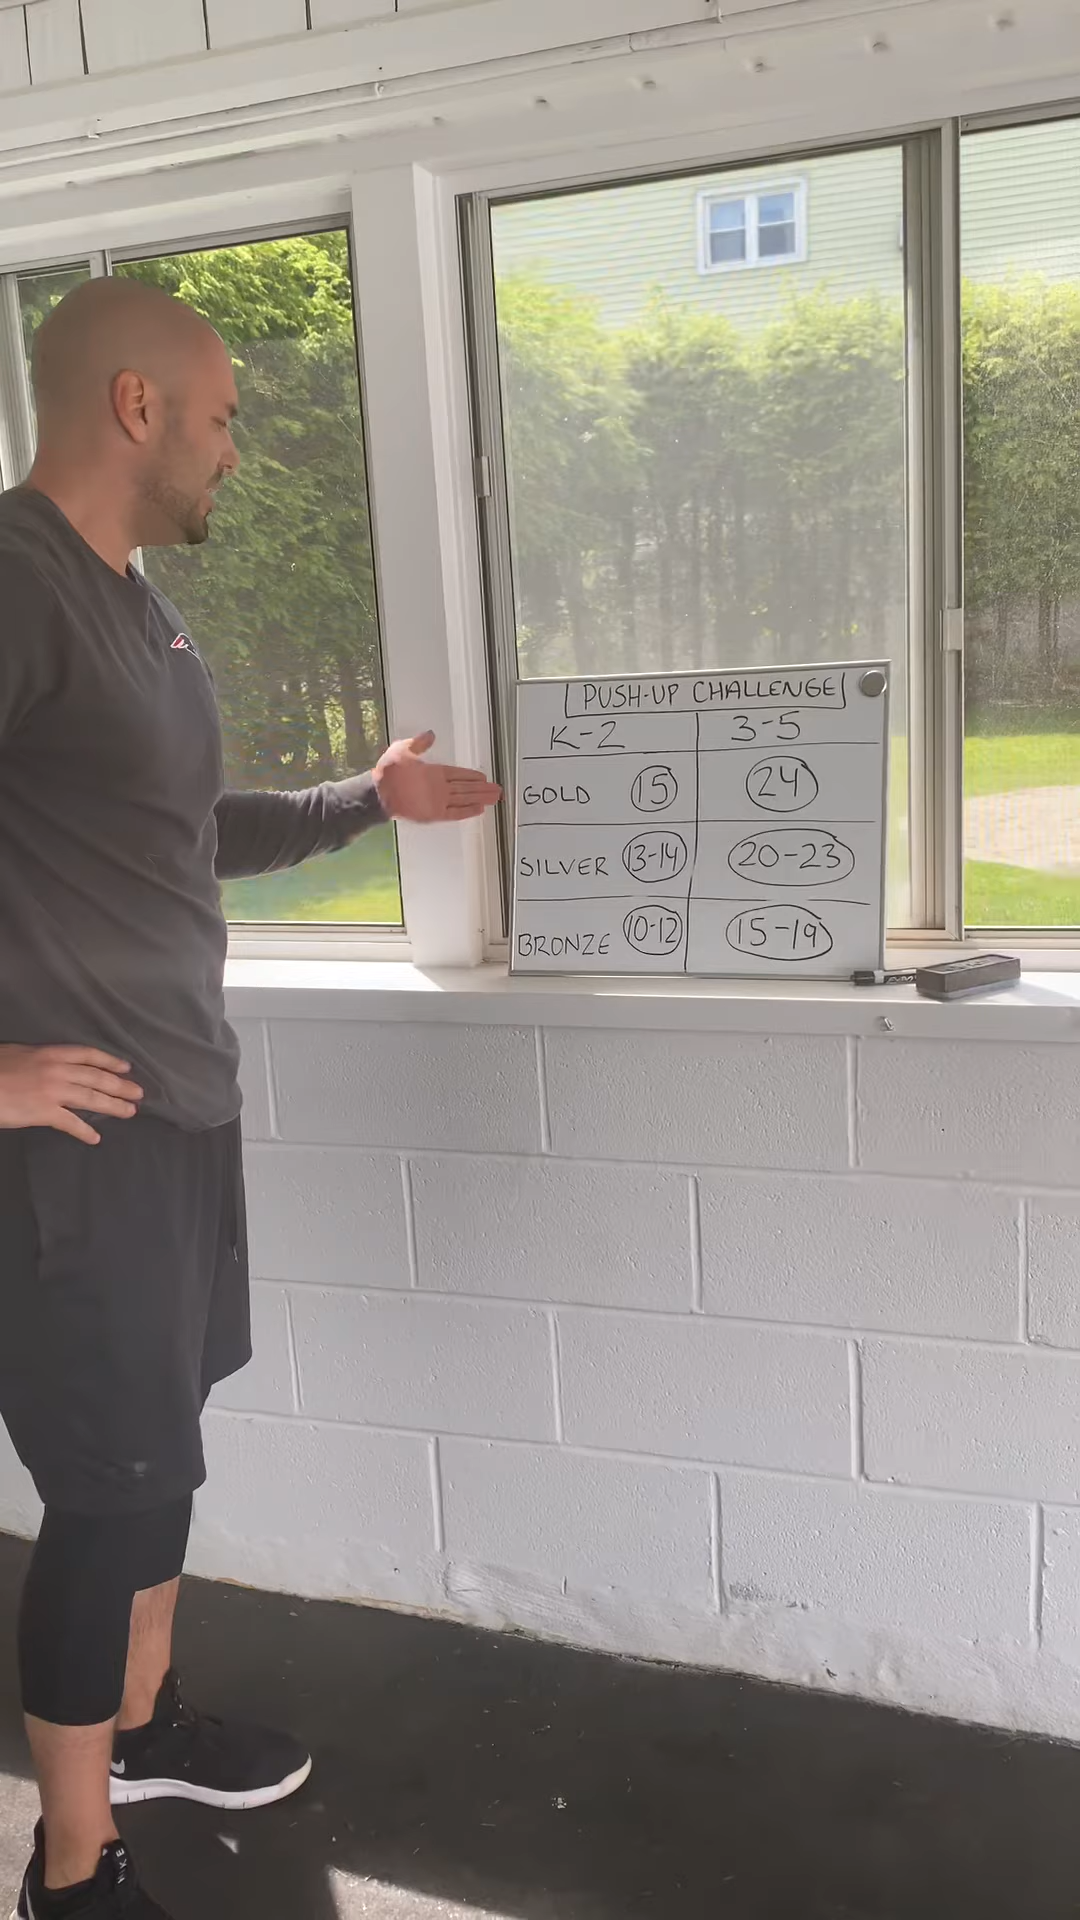 PUSH-UP CHALLENGE
K-2 3-5
GOLD 15 24
SILVER 13-14 20-23
BRONZE 10-12 15-19
NIKE